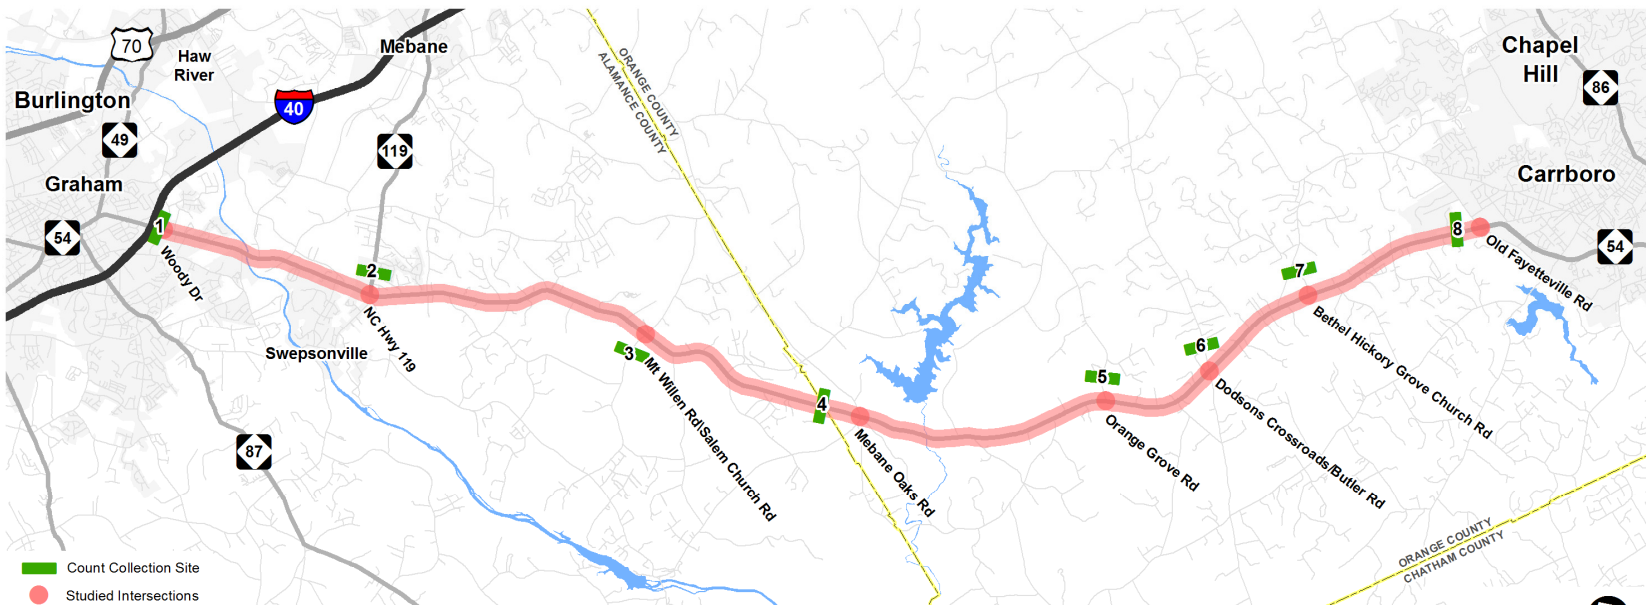 70
Haw
River
Mebane
Burlington
40
49
119
Graham
54
ORANGE COUNTY
ALAMANCE COUNTY
Chapel
Hill
86
Carrboro
54
1
Woody Dr
2
NC Hwy 119
Swepsonville
3
Mt Willen Rd\Salem Church Rd
4
Mebane Oaks Rd
5
Orange Grove Rd
6
Dodsons Crossroads/Butler Rd
7
Bethel Hickory Grove Church Rd
8
Old Fayetteville Rd
87
ORANGE COUNTY
CHATHAM COUNTY
Count Collection Site
Studied Intersections